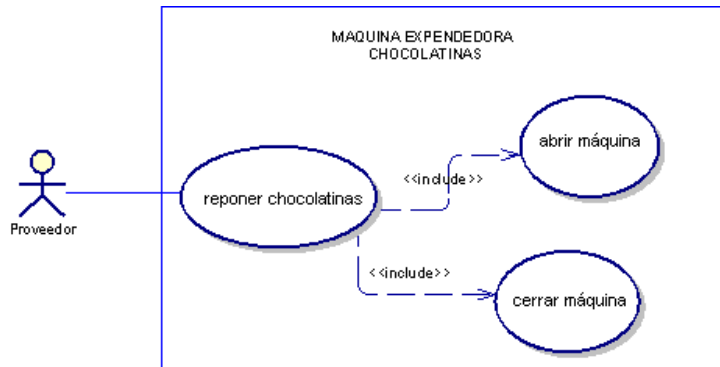 MAQUINA EXPENDEDORA
CHOCOLATINAS
abrir máquina
<<include>>
reponer chocolatinas
Proveedor
<<include>>
cerrar máquina